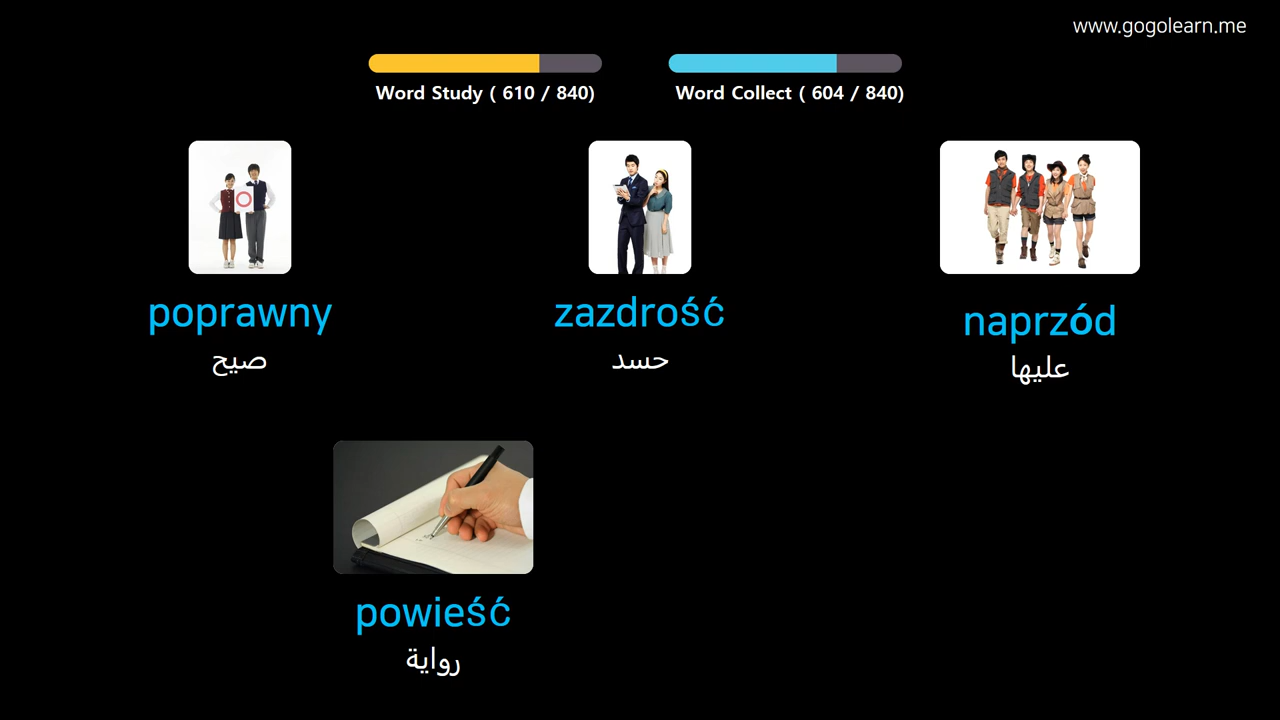 www.gogolearn.me
Word Study ( 610 / 840)
Word Collect ( 604 / 840)
poprawny
صيح
zazdrość
حسد
naprzód
عليها
powieść
رواية